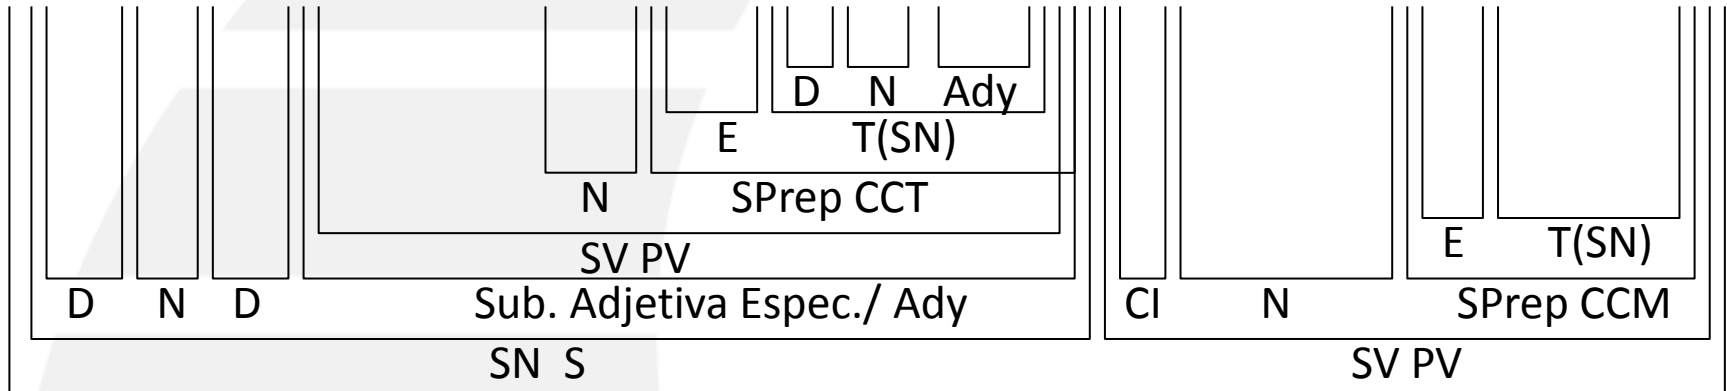 D N Ady
E T(SN)
N SPrep CCT
E T(SN)
SV PV
D N D Sub. Adjetiva Espec./ Ady CI N SPrep CCM
SN S SV PV